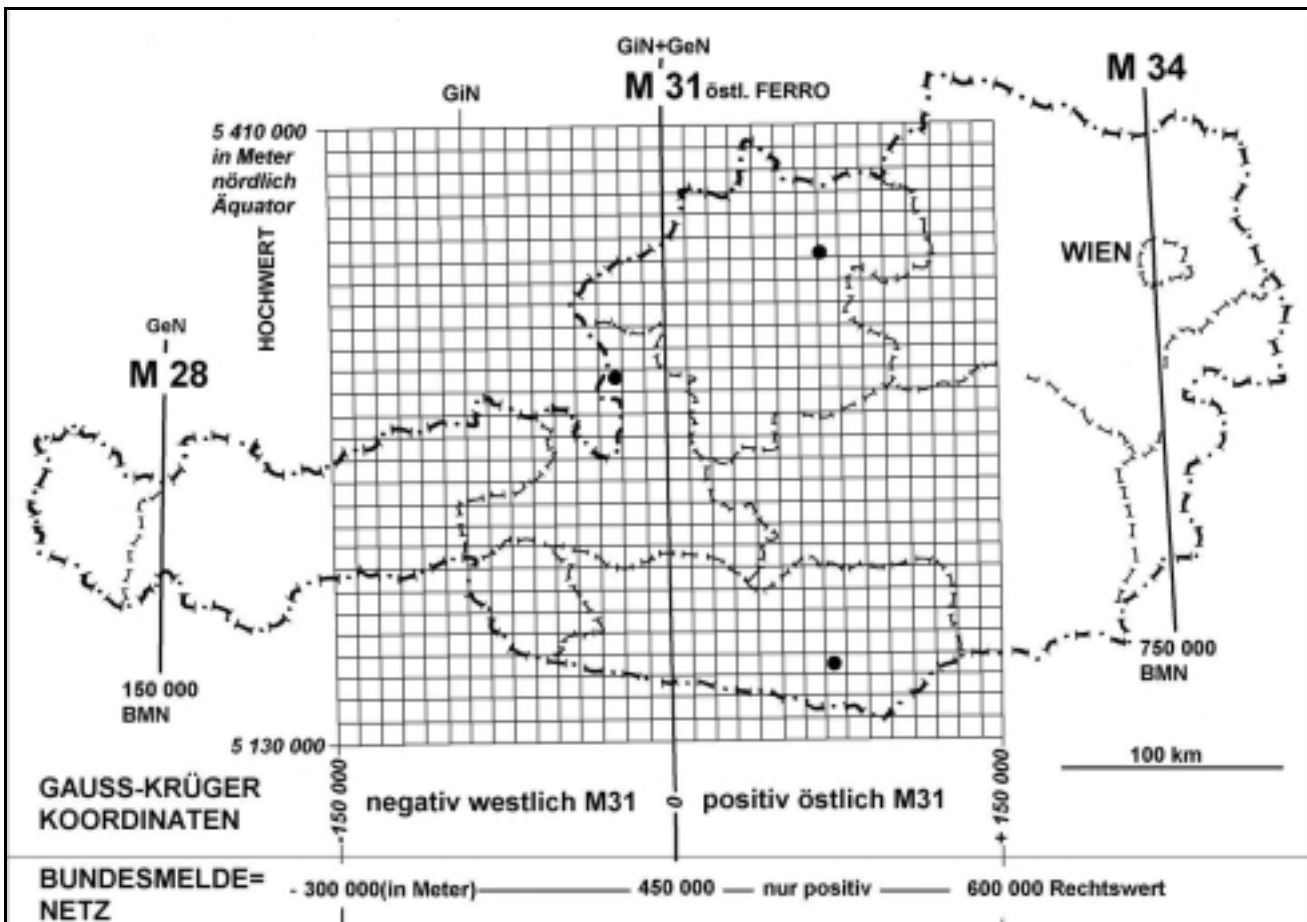 GiN+GeN
GiN
M 31 östl. FERRO
M 34
5 410 000
in Meter
nördlich
Äquator
HOCHWERT
WIEN
GeN
M 28
150 000
BMN
750 000
BMN
5 130 000
100 km
GAUSS-KRÜGER
KOORDINATEN
-150 000
negativ westlich M31
0
positiv östlich M31
+ 150 000
BUNDESMELDE=
NETZ
- 300 000(in Meter) 450 000 — nur positiv — 600 000 Rechtswert